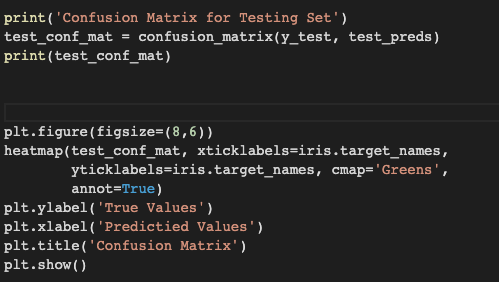 print('Confusion Matrix for Testing Set')
test_conf_mat = confusion_matrix(y_test, test_preds)
print(test_conf_mat)
plt.figure(figsize=(8,6))
heatmap(test_conf_mat, xticklabels=iris.target_names,
yticklabels=iris.target_names, cmap='Greens',
annot=True)
plt.ylabel('True Values')
plt.xlabel('Predictied Values')
plt.title('Confusion Matrix')
plt.show()